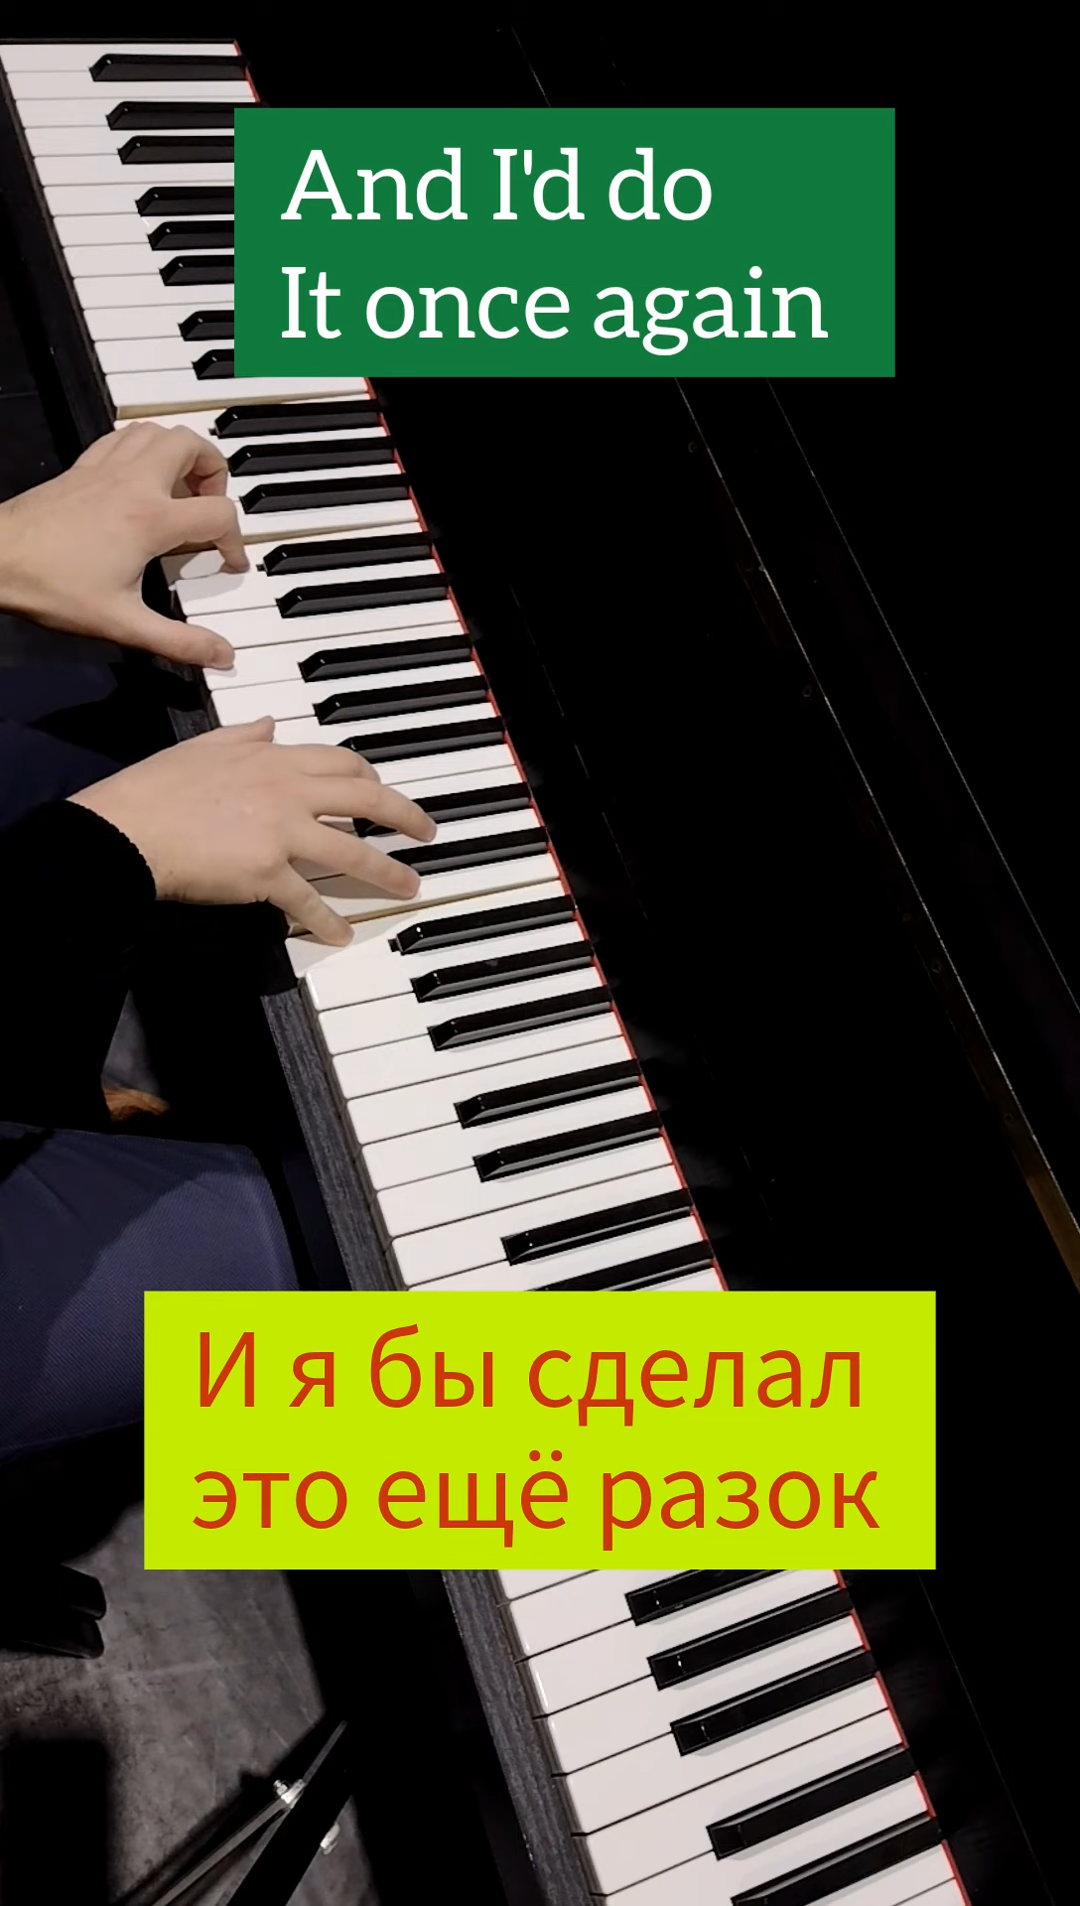 And I'd do
It once again
И я бы сделал
это ещё разок